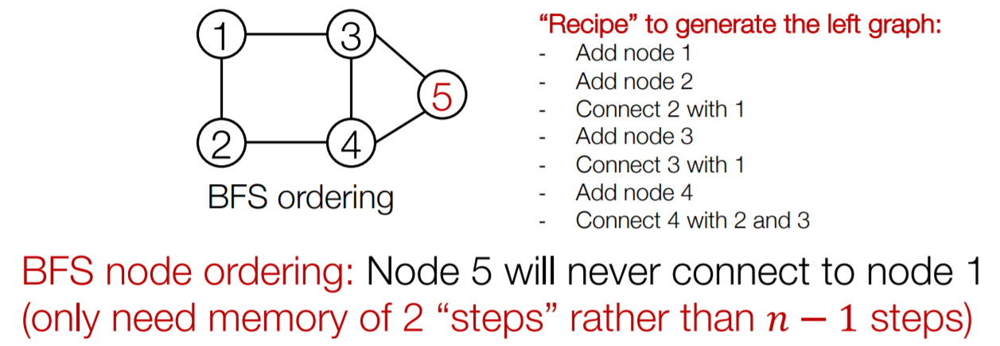 1
3
5
2
4
BFS ordering
“Recipe” to generate the left graph:
- Add node 1
- Add node 2
- Connect 2 with 1
- Add node 3
- Connect 3 with 1
- Add node 4
- Connect 4 with 2 and 3
BFS node ordering: Node 5 will never connect to node 1
(only need memory of 2 “steps” rather than n − 1 steps)